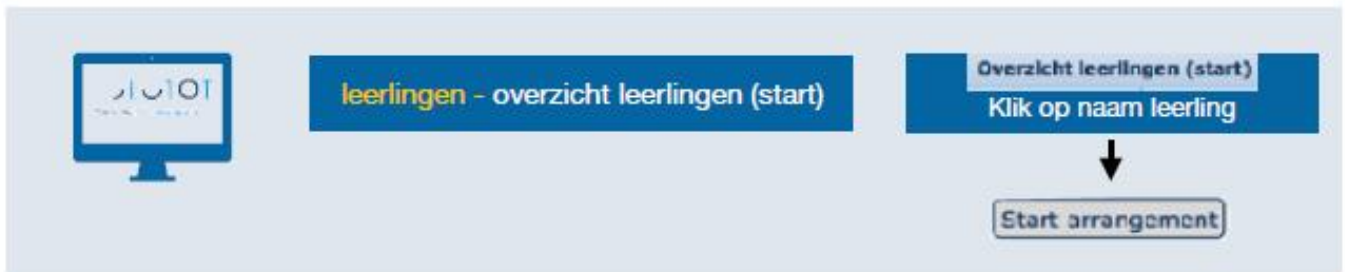 leerlingen - overzicht leerlingen (start)
Overzicht leerlingen (start)
Klik op naam leerling
Start arrangement